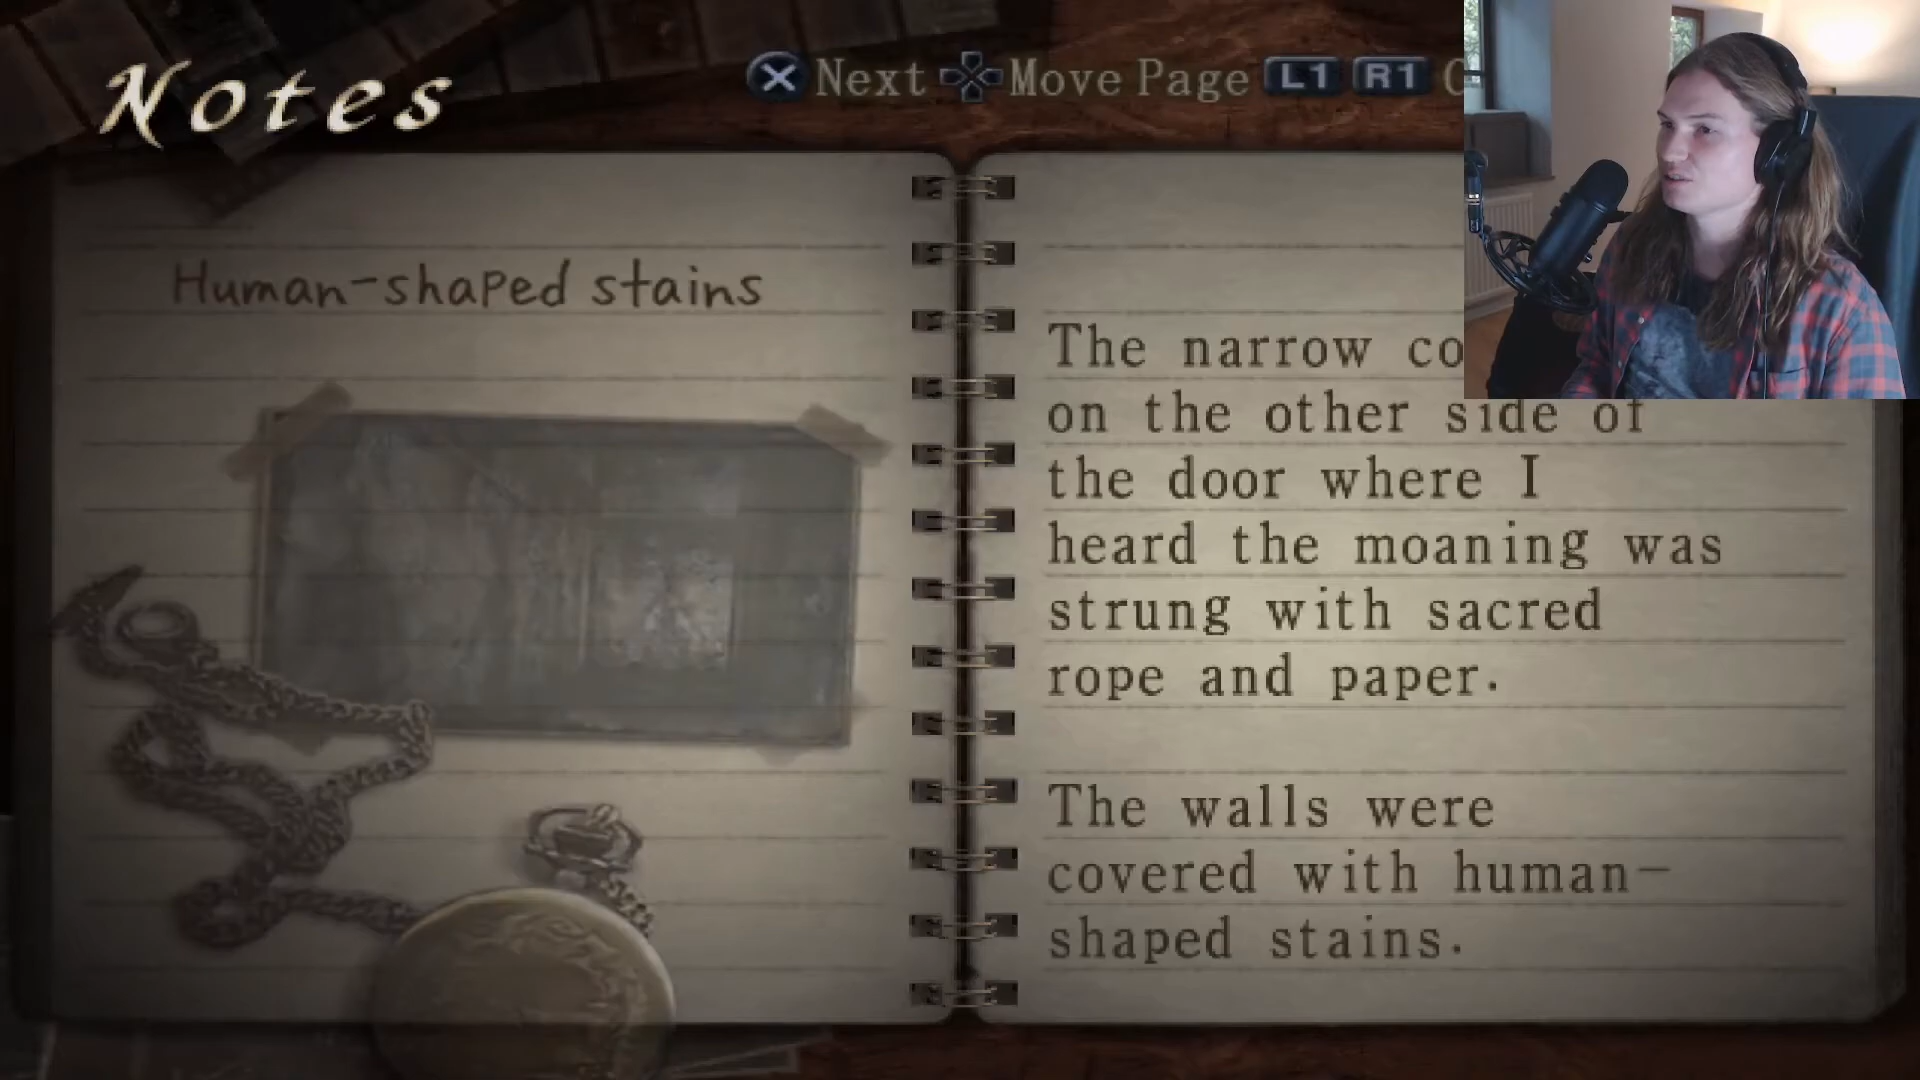 Notes
Next Move Page L1 R1
Human-shaped stains
The narrow
on the other side of
the door where I
heard the moaning was
strung with sacred
rope and paper.
The walls were
covered with human-
shaped stains.